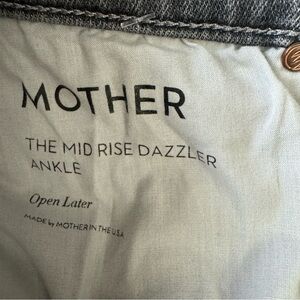 MOTHER
THE MID RISE DAZZLER
ANKLE
Open Later
MADE by MOTHER IN THE USA